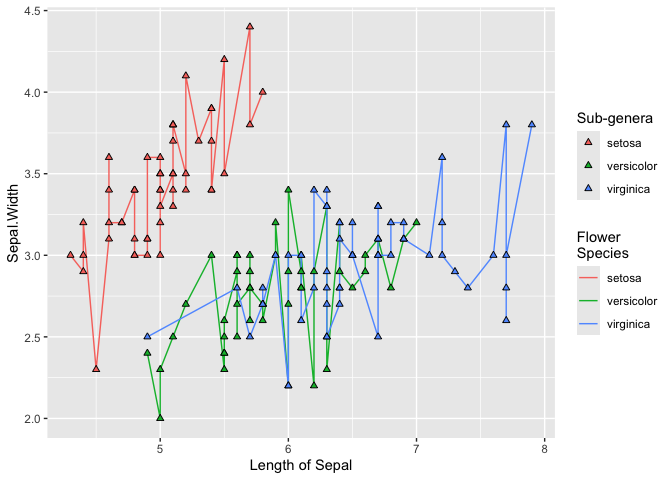 4.5
4.0
3.5
3.0
2.5
2.0
Sepal.Width
5
6
7
8
Length of Sepal
Sub-genera
setosa
versicolor
virginica
Flower
Species
setosa
versicolor
virginica